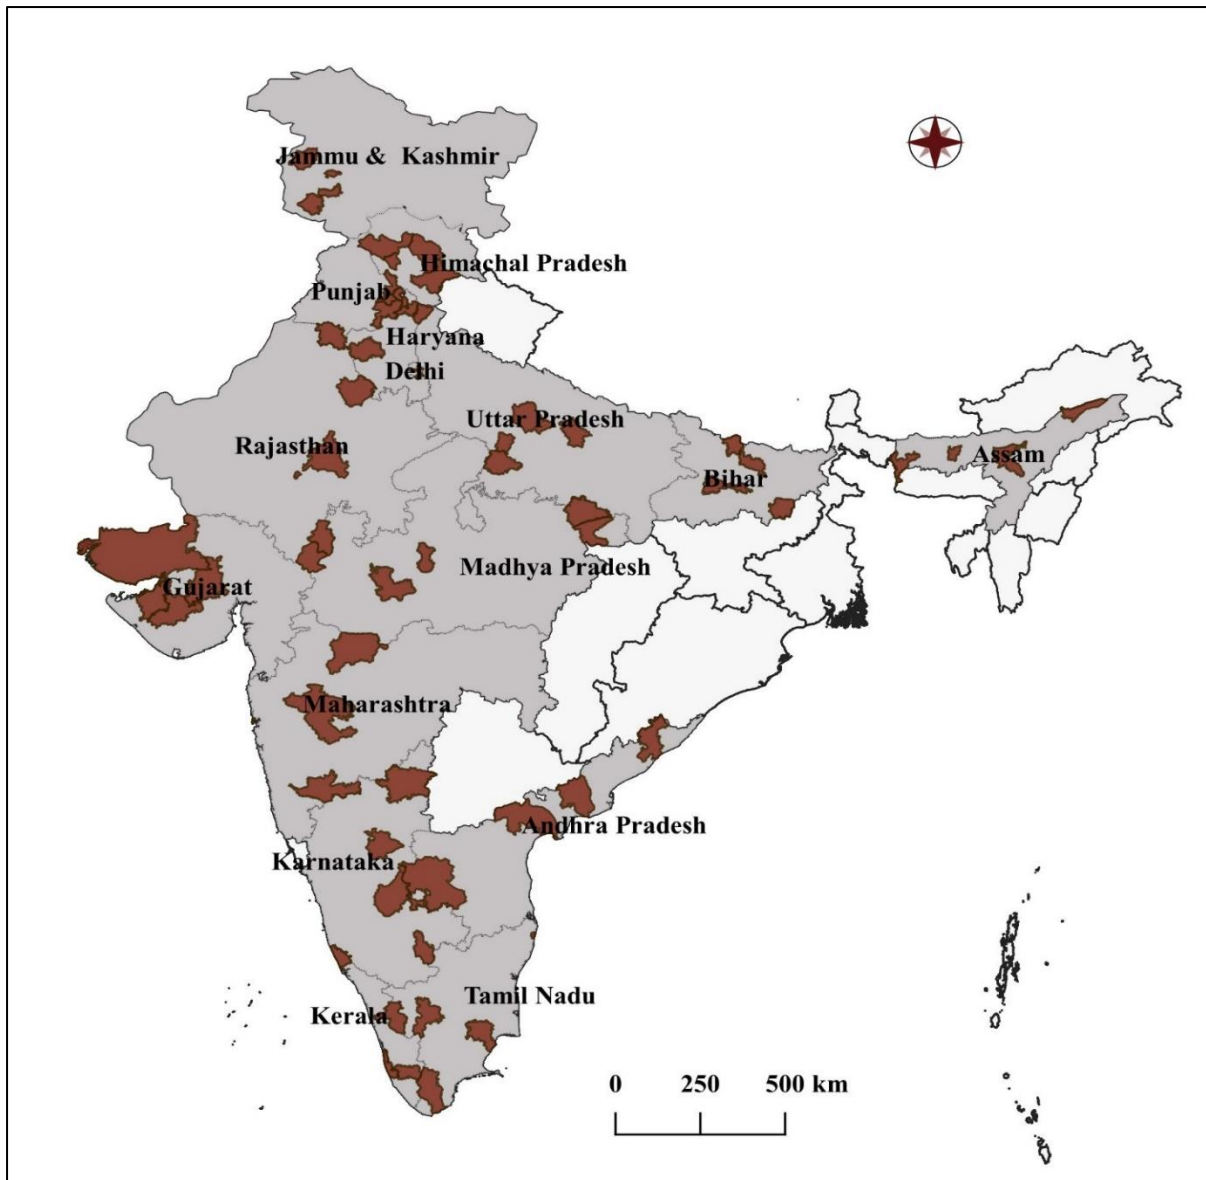 Jammu & Kashmir
Himachal Pradesh
Punjab
Haryana
Delhi
Uttar Pradesh
Rajasthan
Assam
Bihar
Madhya Pradesh
Gujarat
Maharashtra
Andhra Pradesh
Karnataka
Tamil Nadu
Kerala
0 250 500 km